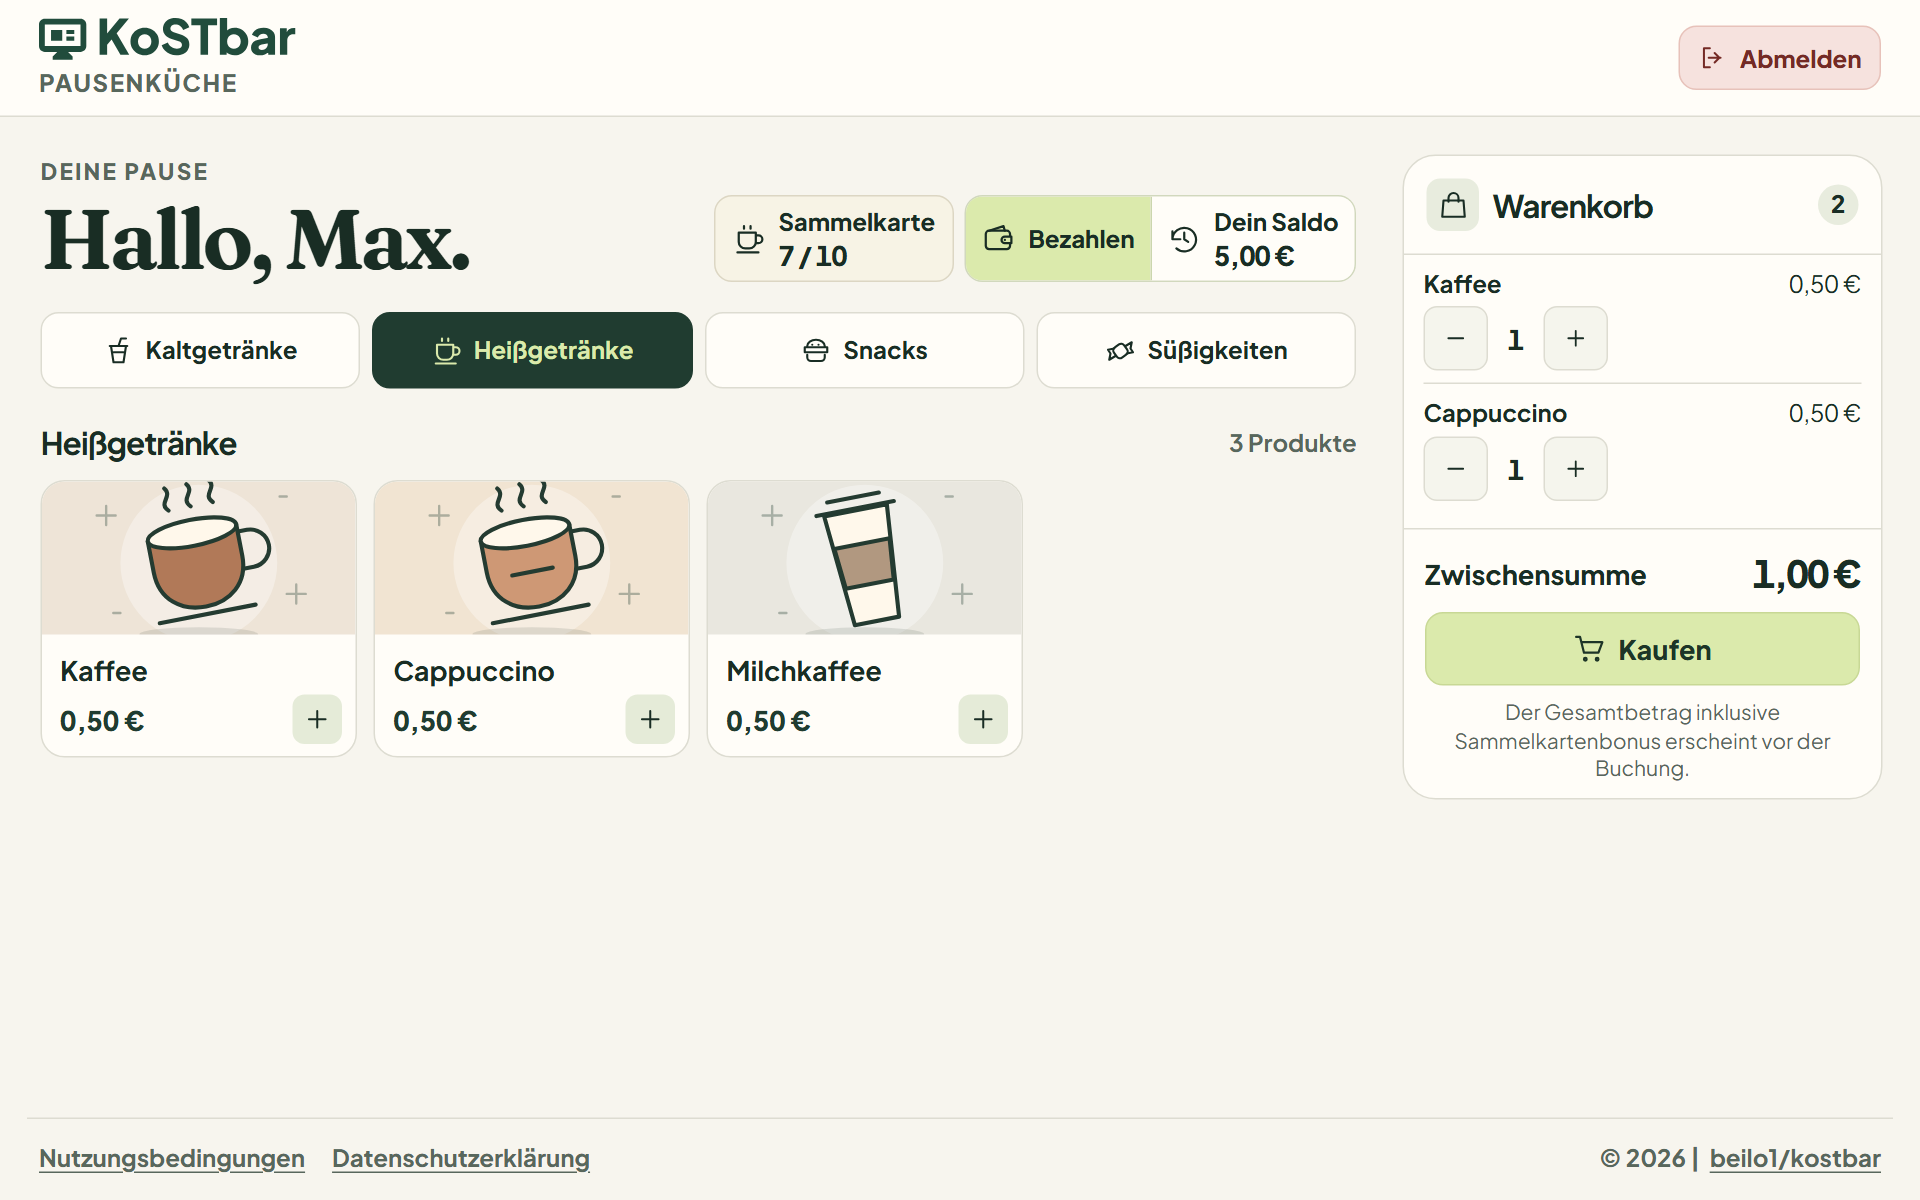 KoSTbar
PAUSENKÜCHE
Abmelden
DEINE PAUSE
Hallo, Max.
Sammelkarte
7 / 10
Bezahlen
Dein Saldo
5,00 €
Kaltgetränke
Heißgetränke
Snacks
Süßigkeiten
Heißgetränke
3 Produkte
Kaffee
0,50 €
+
Cappuccino
0,50 €
+
Milchkaffee
0,50 €
+
Warenkorb
2
Kaffee
0,50 €
− 1 +
Cappuccino
0,50 €
− 1 +
Zwischensumme
1,00 €
Kaufen
Der Gesamtbetrag inklusive
Sammelkartenbonus erscheint vor der
Buchung.
Nutzungsbedingungen
Datenschutzerklärung
© 2026 | beilo1/kostbar